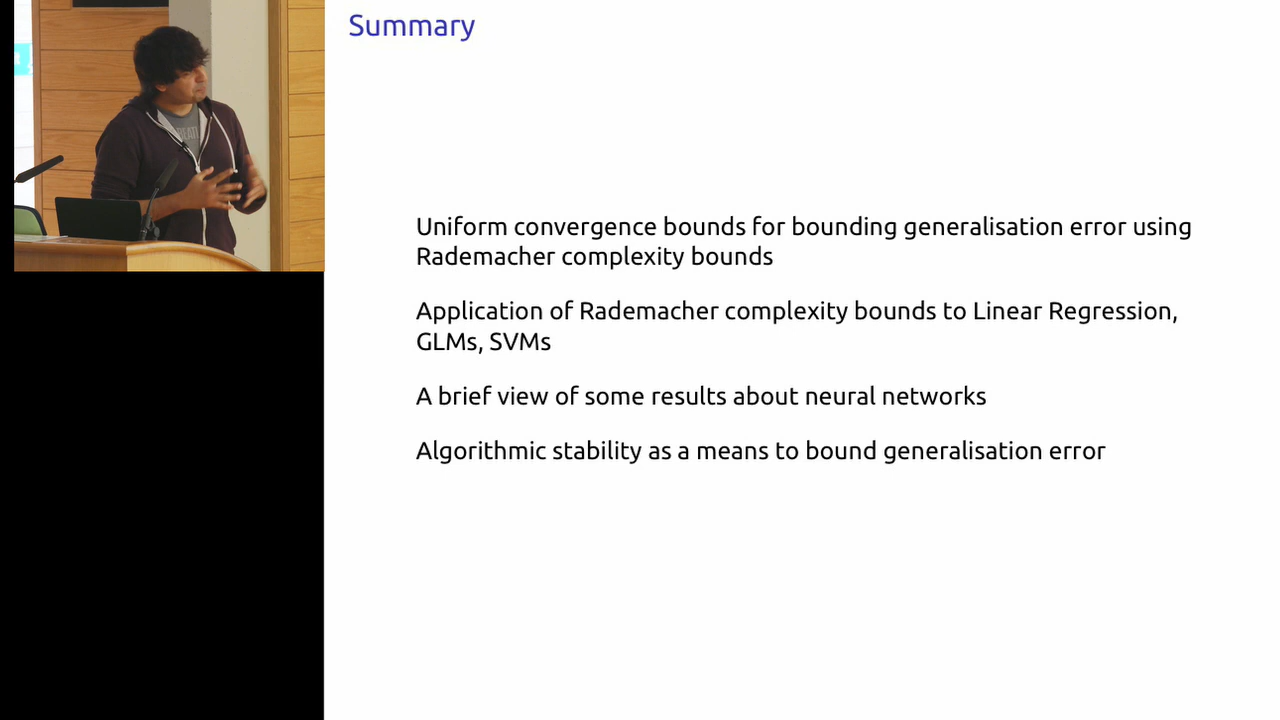 Summary
Uniform convergence bounds for bounding generalisation error using
Rademacher complexity bounds
Application of Rademacher complexity bounds to Linear Regression,
GLMs, SVMs
A brief view of some results about neural networks
Algorithmic stability as a means to bound generalisation error